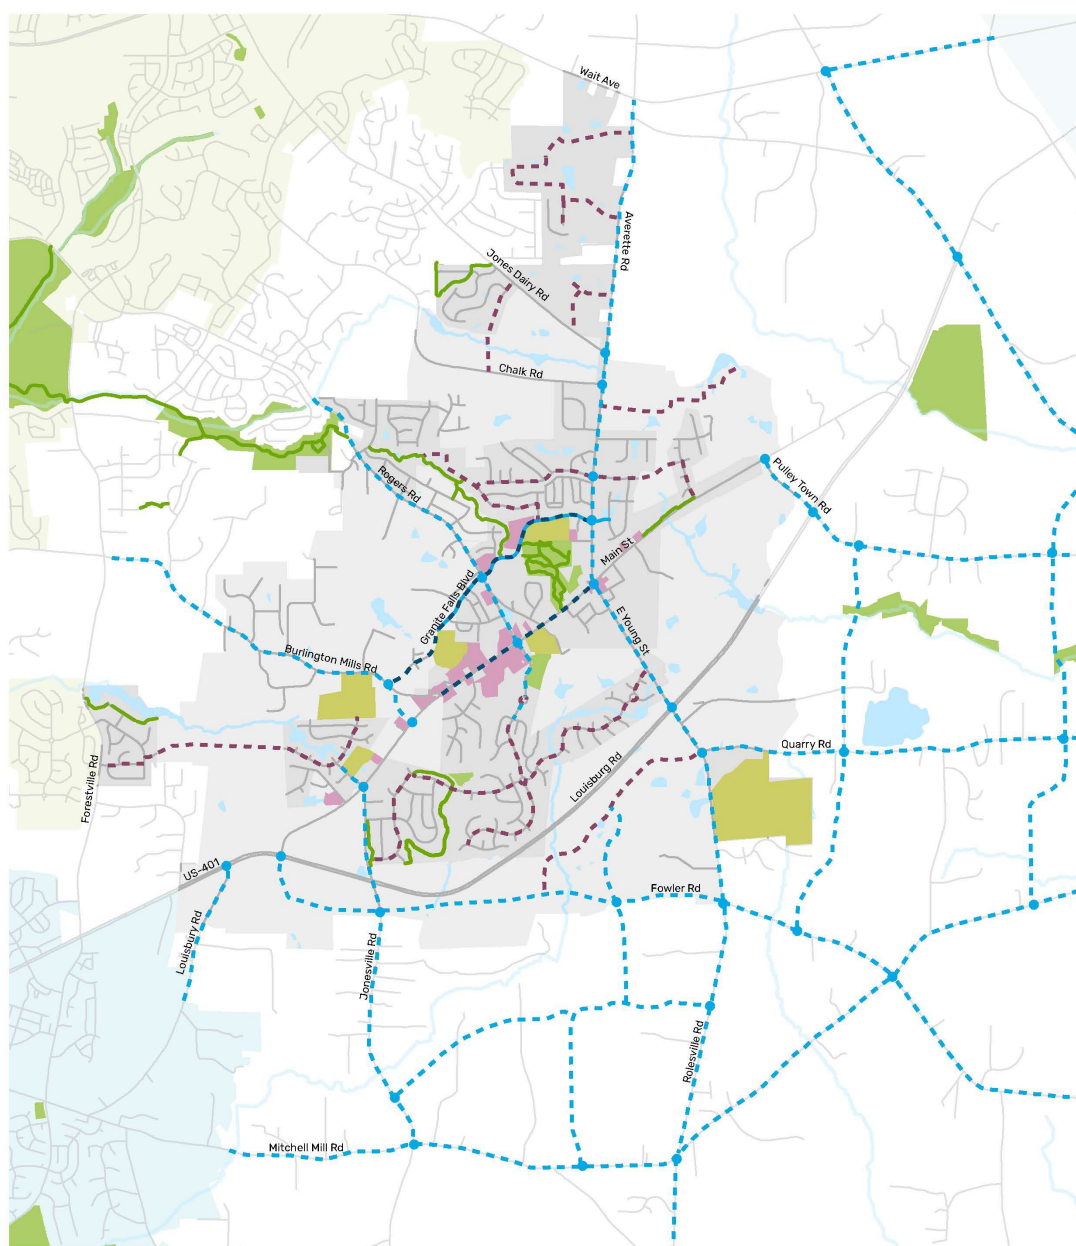 Wait Ave
Averette Rd
Jones Dairy Rd
Chalk Rd
Rogers Rd
Pulley Town Rd
Main St
Granite Falls Blvd
E Young St
Burlington Mills Rd
Quarry Rd
Louisburg Rd
Forestville Rd
US-401
Fowler Rd
Louisbury Rd
Jonesville Rd
Rolesville Rd
Mitchell Mill Rd